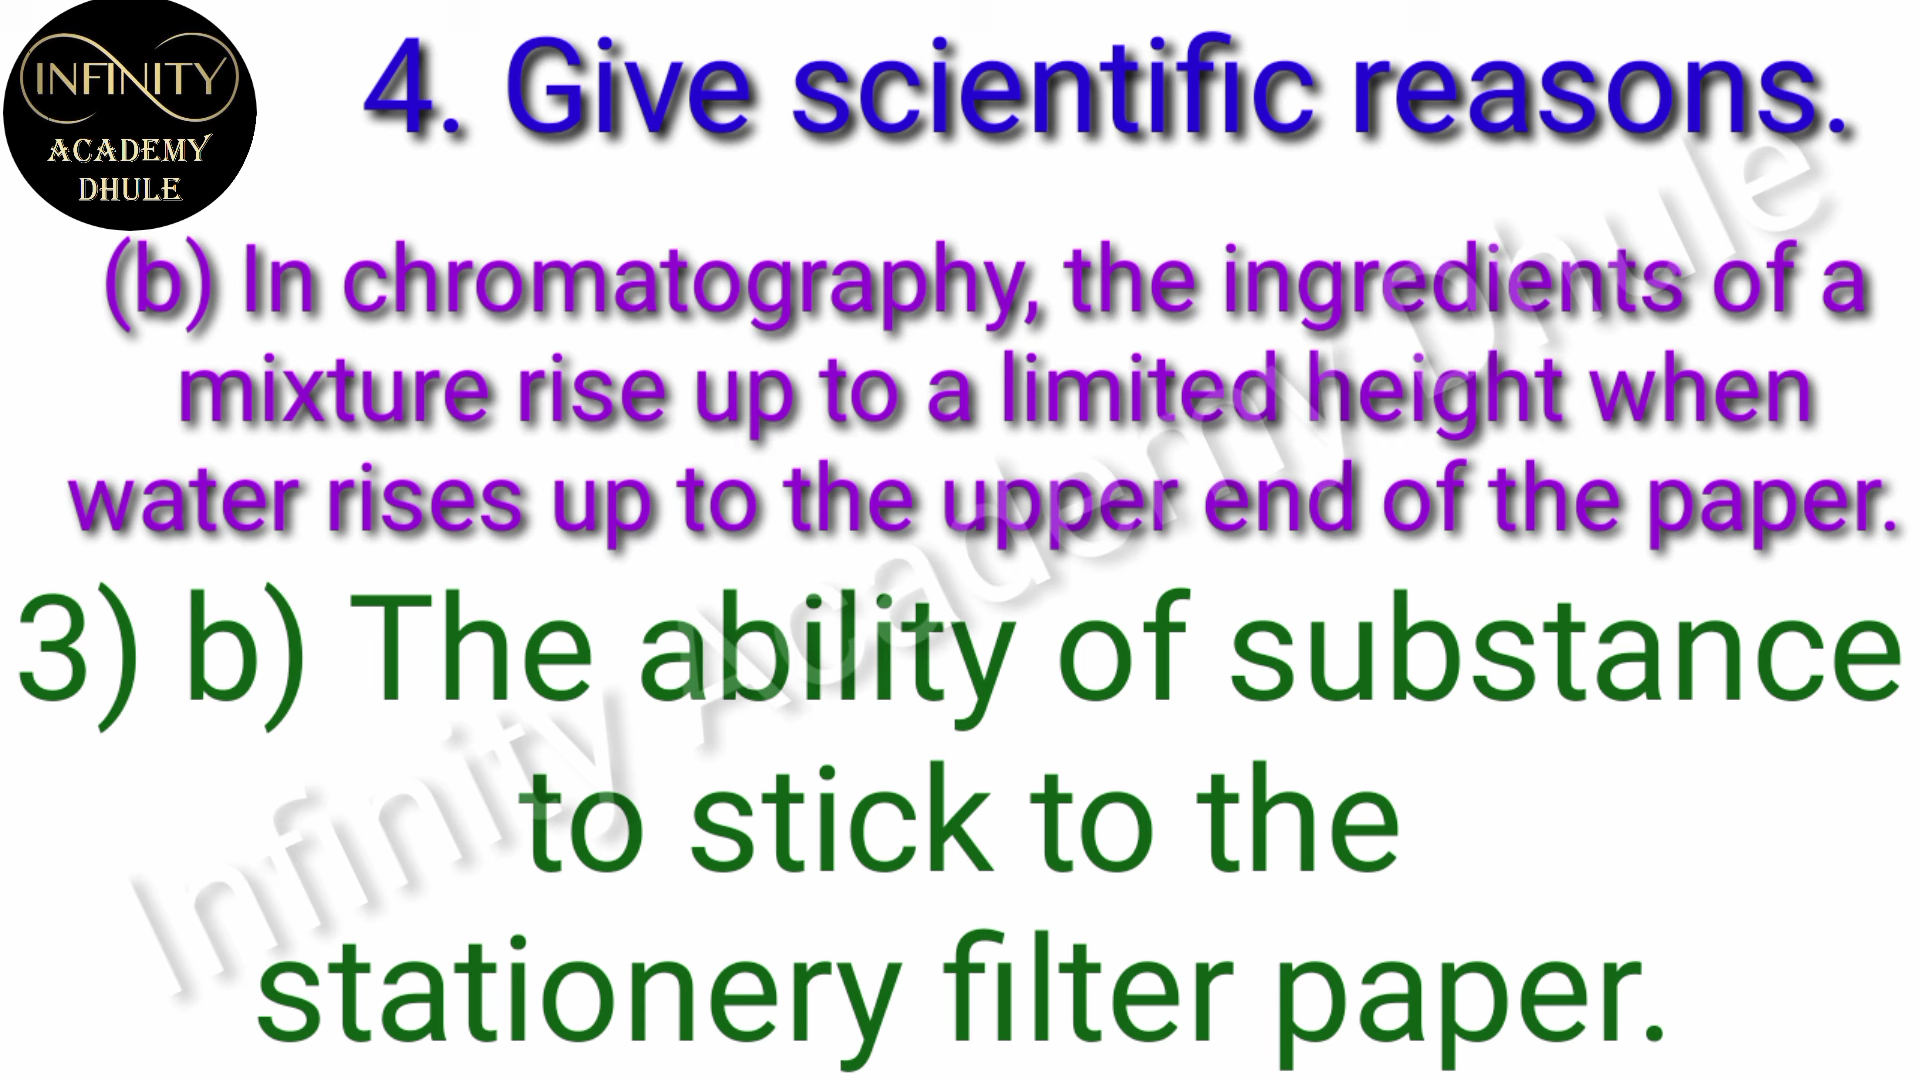 INFINITY
ACADEMY
DHULE
4. Give scientific reasons.
(b) In chromatography, the ingredients of a
mixture rise up to a limited height when
water rises up to the upper end of the paper.
3) b) The ability of substance
to stick to the
stationery filter paper.
Infinity Academy Dhule